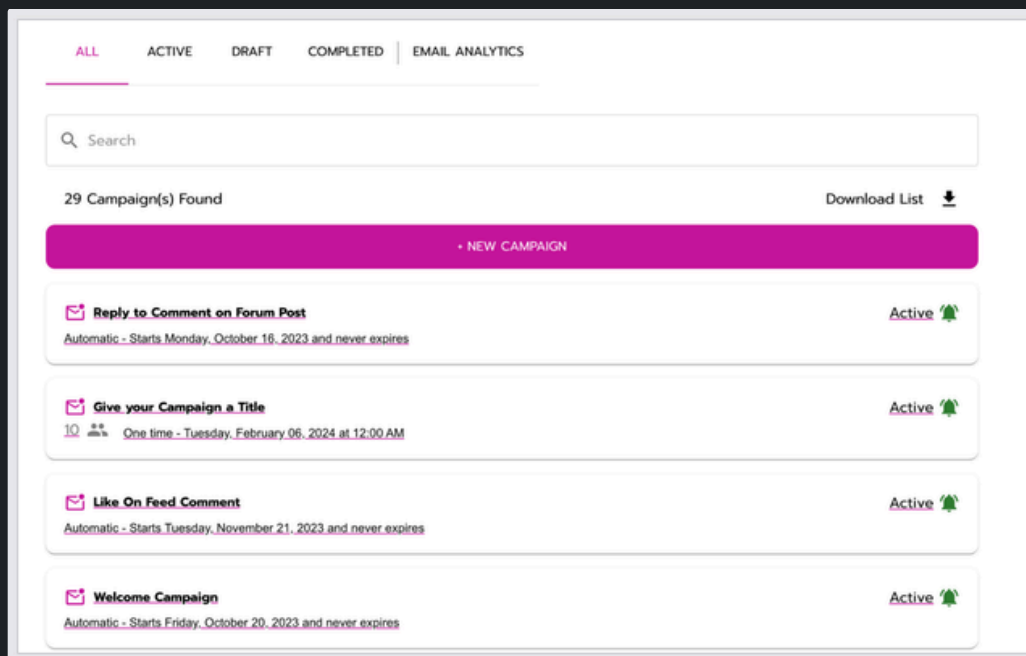 ALL ACTIVE DRAFT COMPLETED EMAIL ANALYTICS
Search
29 Campaign(s) Found Download List
+ NEW CAMPAIGN
Reply to Comment on Forum Post Active
Automatic - Starts Monday, October 16, 2023 and never expires
Give your Campaign a Title Active
10 One time - Tuesday, February 06, 2024 at 12:00 AM
Like On Feed Comment Active
Automatic - Starts Tuesday, November 21, 2023 and never expires
Welcome Campaign Active
Automatic - Starts Friday, October 20, 2023 and never expires